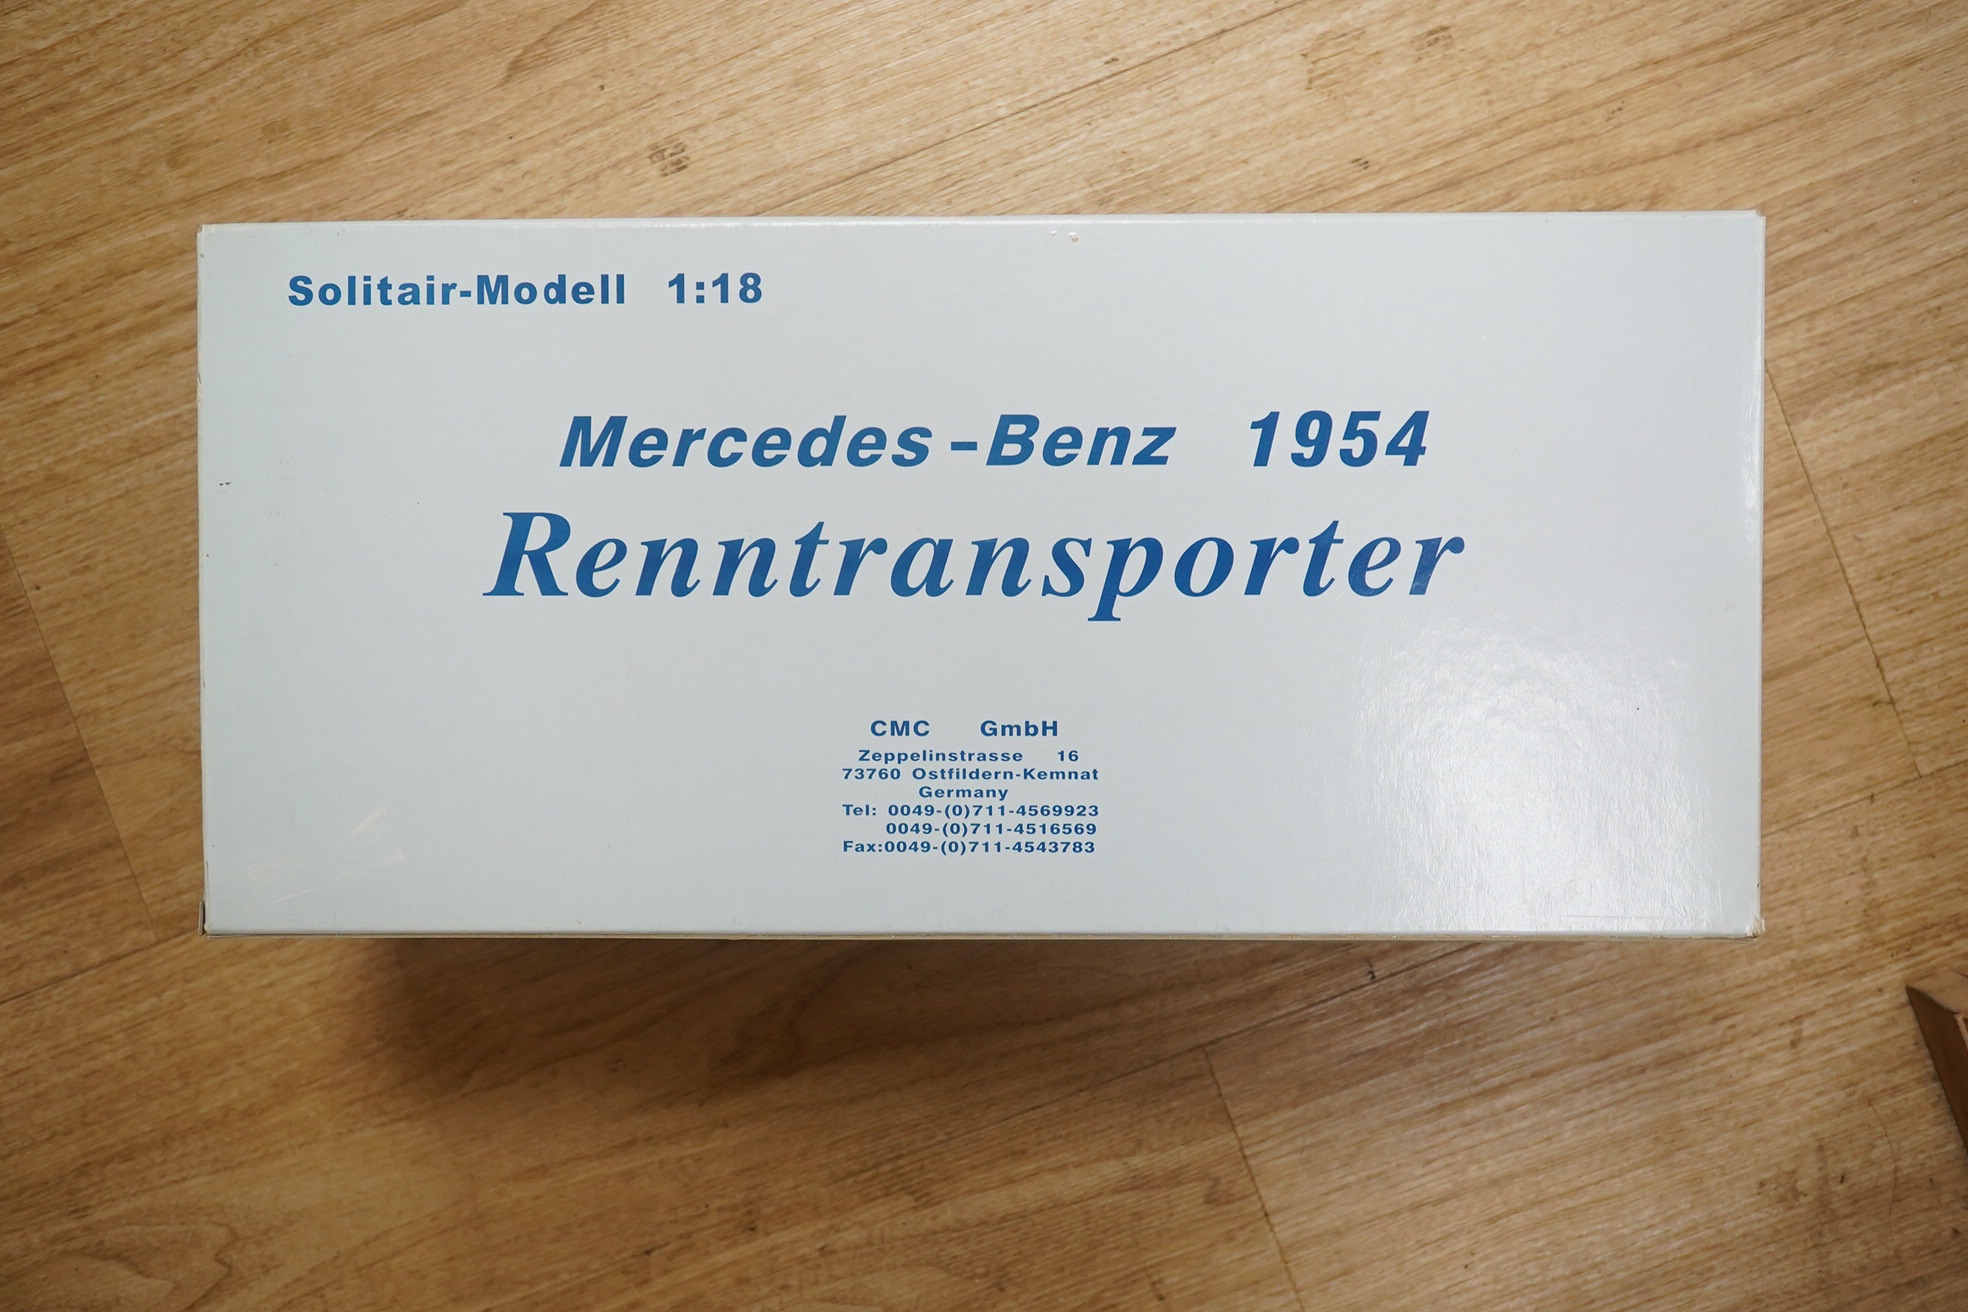 Solitair-Modell 1:18
Mercedes-Benz 1954
Renntransporter
CMC GmbH
Zeppelinstrasse 16
73760 Ostfildern-Kemnat
Germany
Tel: 0049-(0)711-4569923
0049-(0)711-4516569
Fax:0049-(0)711-4543783